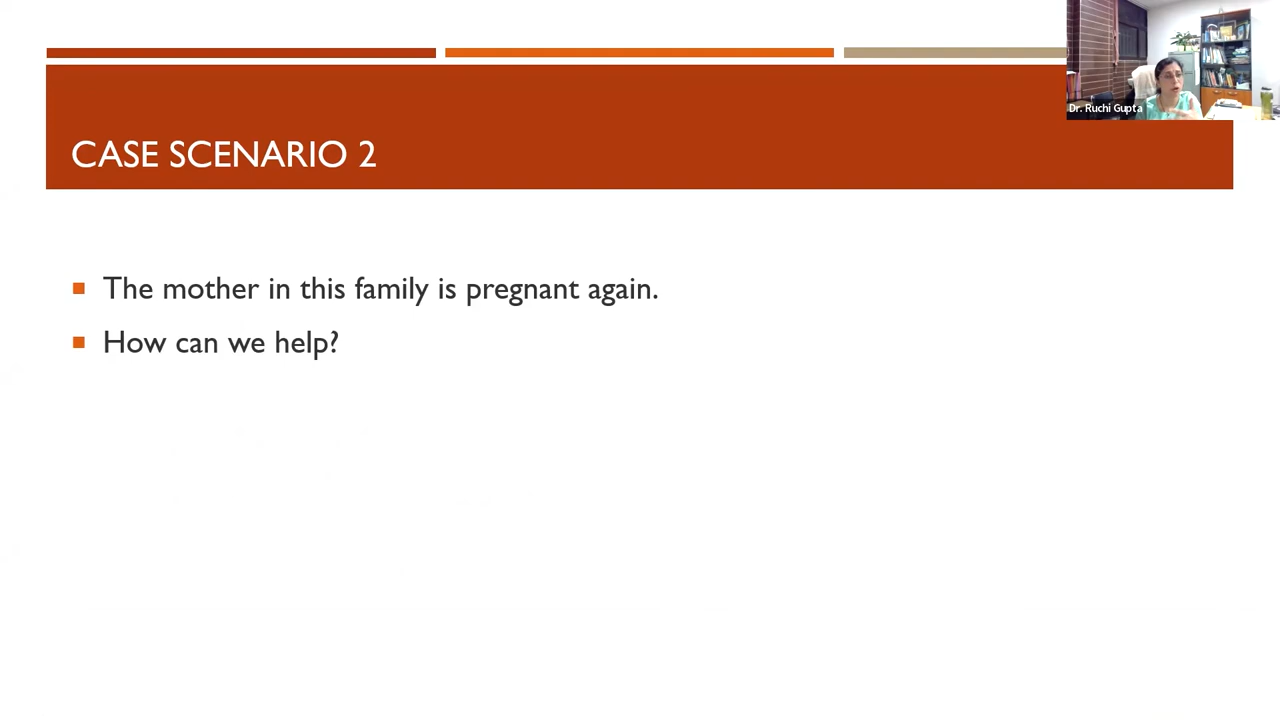 Dr. Ruchi Gupta
CASE SCENARIO 2
The mother in this family is pregnant again.
How can we help?